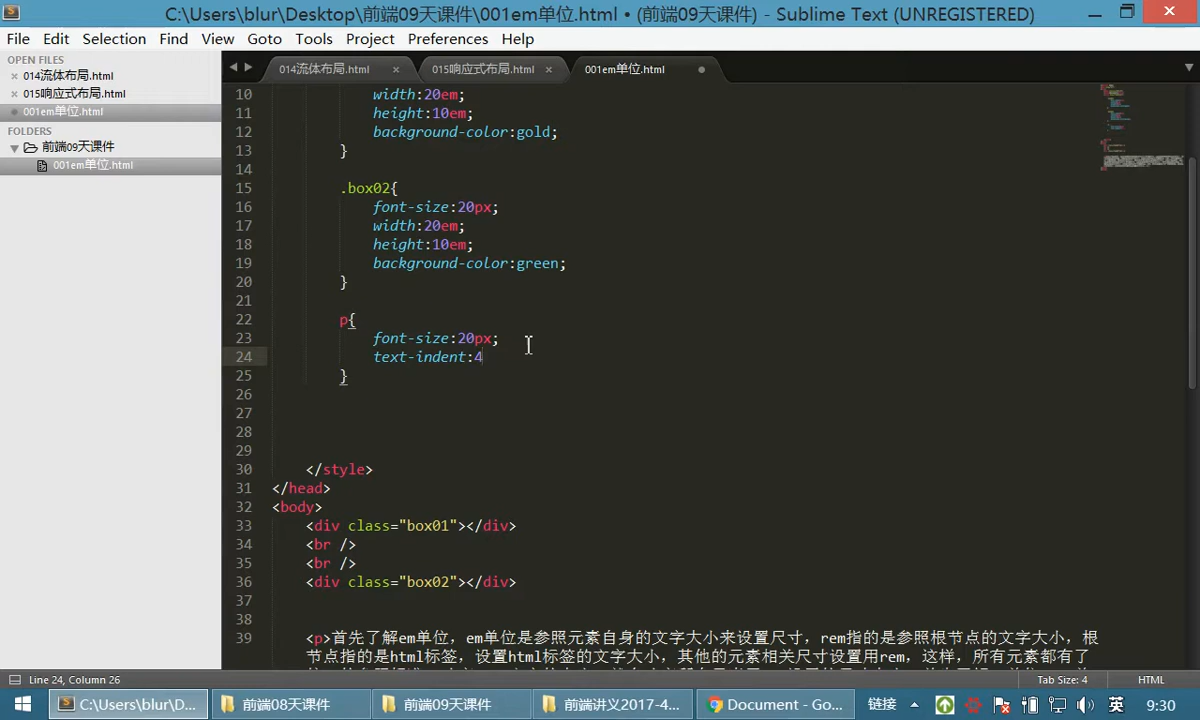 C:\Users\blur\Desktop\前端09天课件\001em单位.html • (前端09天课件) - Sublime Text (UNREGISTERED)
File Edit Selection Find View Goto Tools Project Preferences Help
OPEN FILES
014流体布局.html
015响应式布局.html
001em单位.html
FOLDERS
前端09天课件
001em单位.html
014流体布局.html
015响应式布局.html
001em单位.html
10 width:20em;
11 height:10em;
12 background-color:gold;
13 }
14
15 .box02{
16 font-size:20px;
17 width:20em;
18 height:10em;
19 background-color:green;
20 }
21
22 p{
23 font-size:20px;
24 text-indent:4
25 }
26
27
28
29
30 </style>
31 </head>
32 <body>
33 <div class="box01"></div>
34 <br />
35 <br />
36 <div class="box02"></div>
37
38
39 <p>首先了解em单位，em单位是参照元素自身的文字大小来设置尺寸，rem指的是参照根节点的文字大小，根
节点指的是html标签，设置html标签的文字大小，其他的元素相关尺寸设置用rem，这样，所有元素都有了
Line 24, Column 26
Tab Size: 4
HTML
C:\Users\blur\D...
前端08天课件
前端09天课件
前端讲义2017-4...
Document - Go...
链接
英
9:30